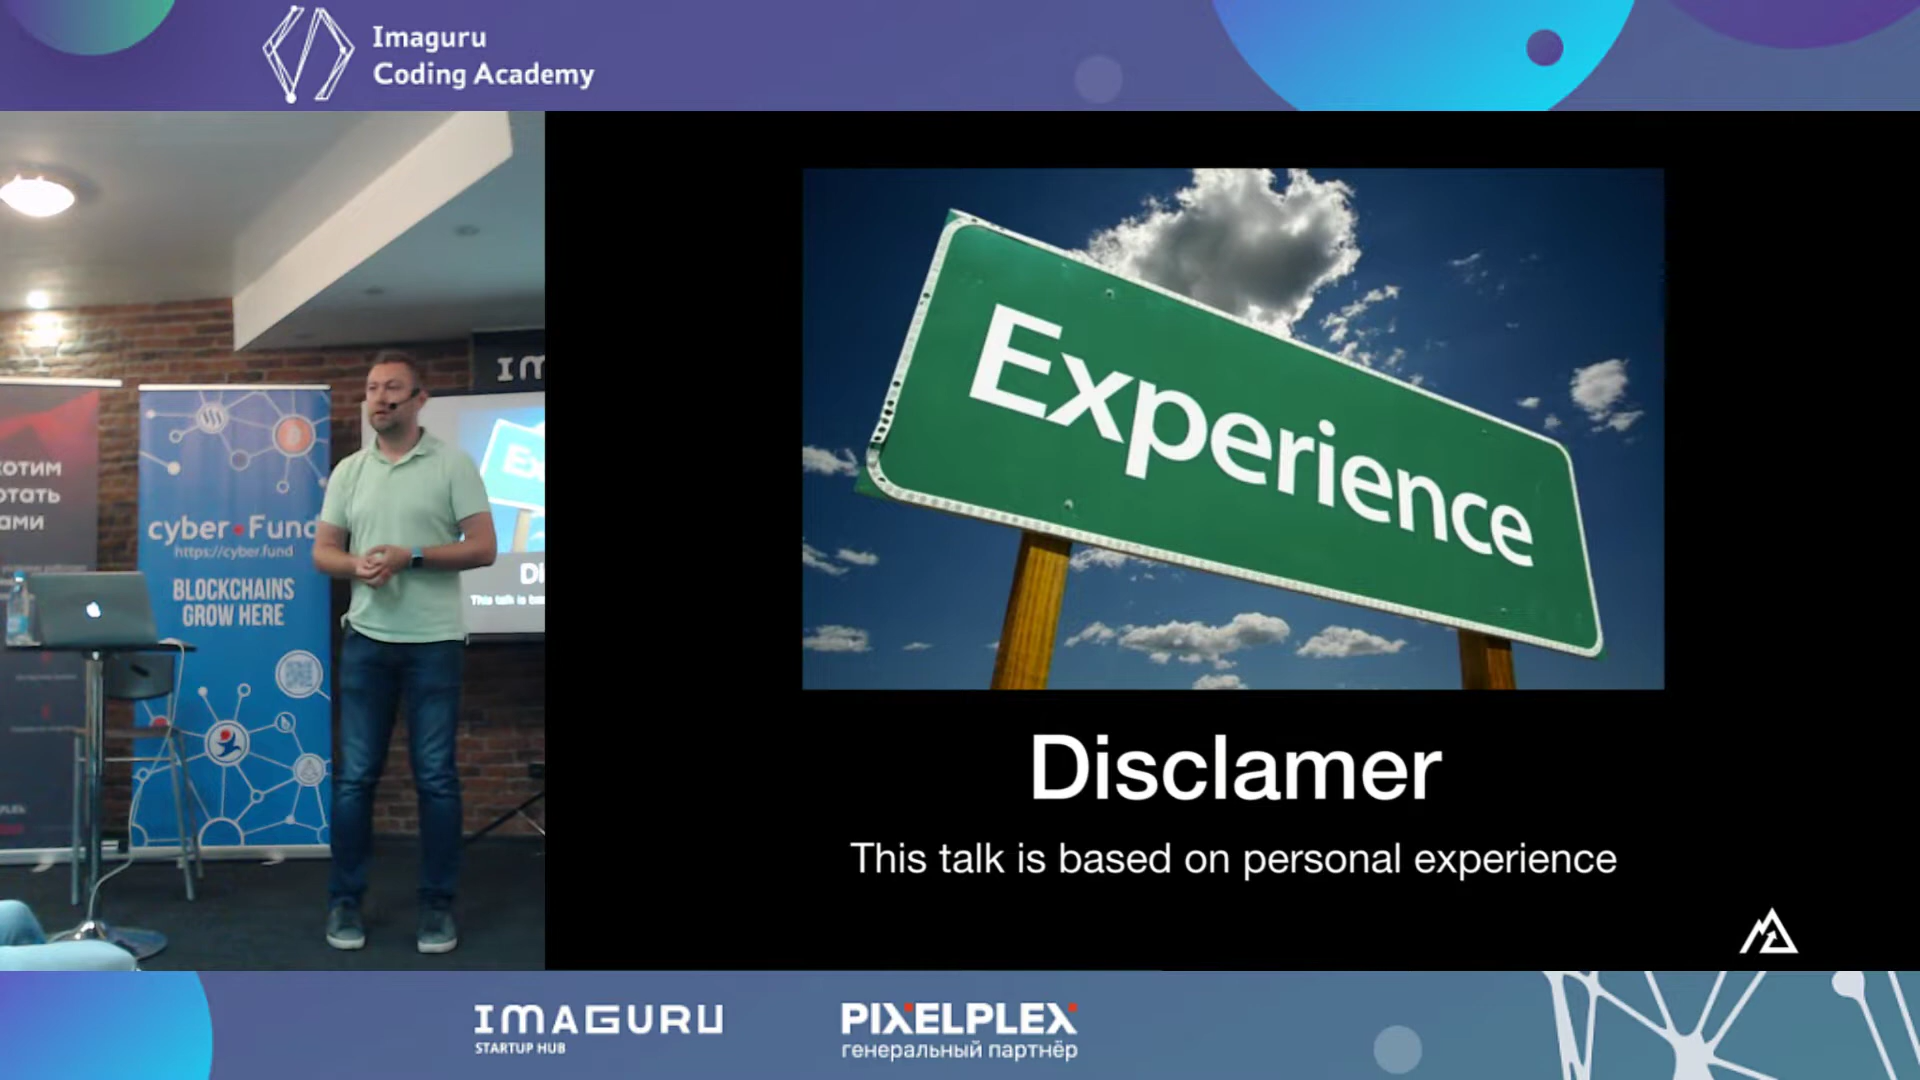 Imaguru
Coding Academy
Experience
Disclamer
This talk is based on personal experience
cyber•Fund
https://cyber.fund
BLOCKCHAINS
GROW HERE
IMAGURU
STARTUP HUB
PIXELPLEX
генеральный партнёр